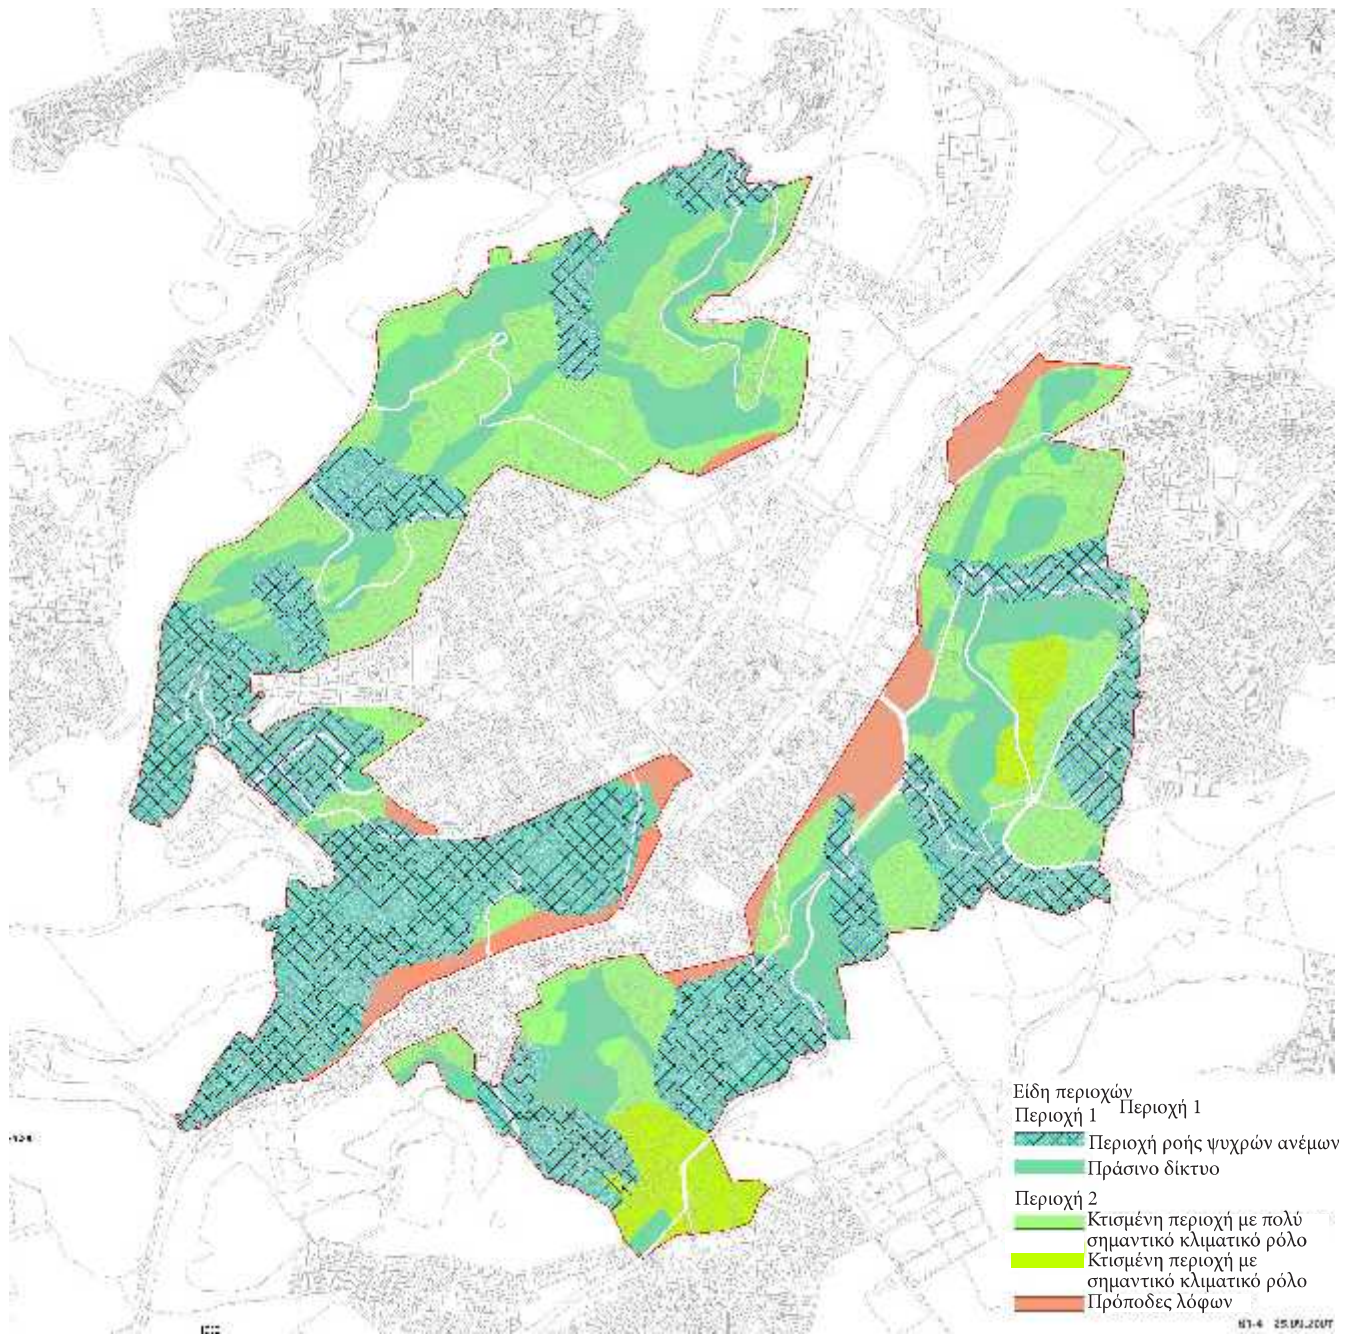 N
Είδη περιοχών
Περιοχή 1 Περιοχή 1
Περιοχή ροής ψυχρών ανέμων
Πράσινο δίκτυο
Περιοχή 2
Κτισμένη περιοχή με πολύ
σημαντικό κλιματικό ρόλο
Κτισμένη περιοχή με
σημαντικό κλιματικό ρόλο
Πρόποδες λόφων